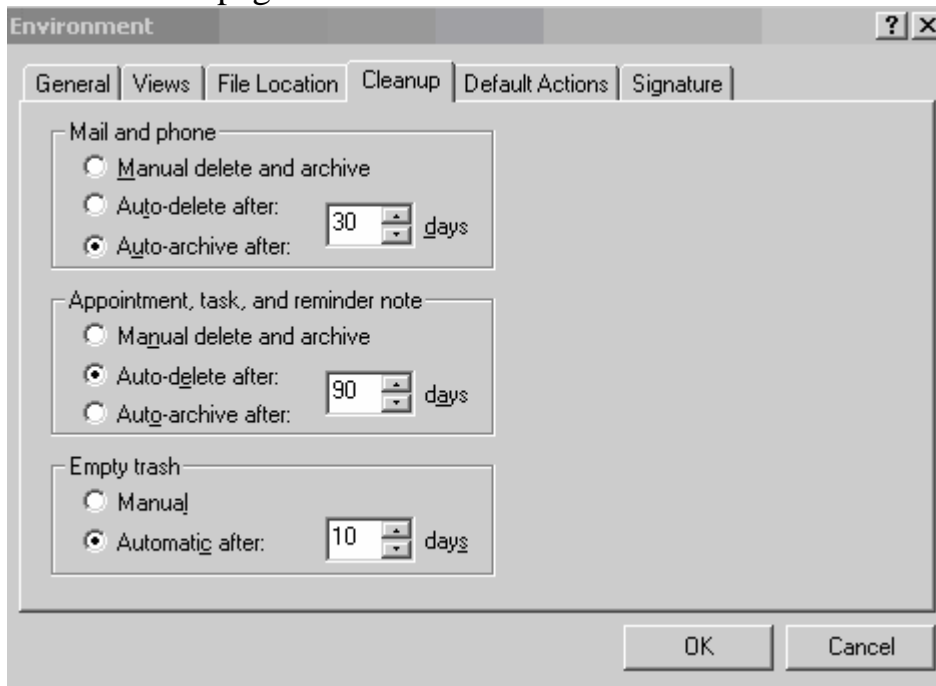 Environment
General Views File Location Cleanup Default Actions Signature
Mail and phone
Manual delete and archive
Auto-delete after:
30 days
Auto-archive after:
Appointment, task, and reminder note
Manual delete and archive
Auto-delete after:
90 days
Auto-archive after:
Empty trash
Manual
Automatic after: 10 days
OK Cancel